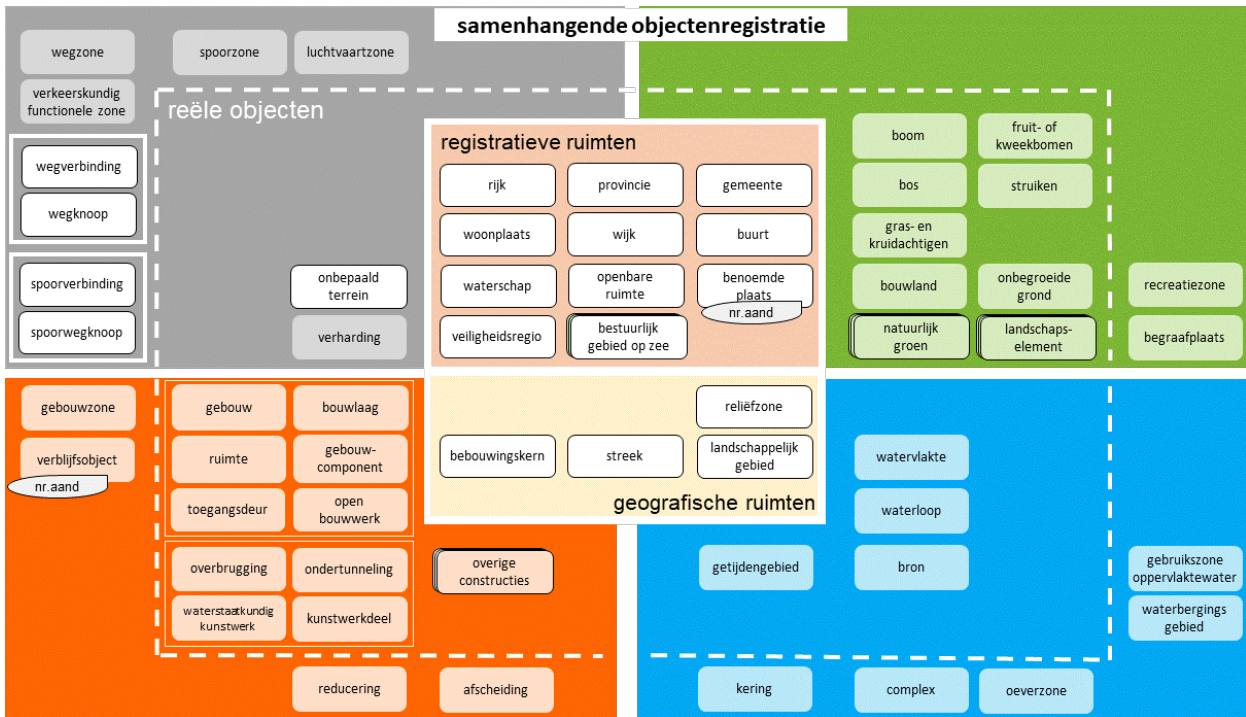 samenhangende objectenregistratie
wegzone
spoorzone
luchtvaartzone
verkeerskundig
functionele zone
reële objecten
wegverbinding
wegknoop
spoorverbinding
spoorwegknoop
onbepaald
terrein
verharding
registratieve ruimten
rijk
provincie
gemeente
woonplaats
wijk
buurt
waterschap
openbare
ruimte
benoemde
plaats
nr.aand
veiligheidsregio
bestuurlijk
gebied op zee
boom
fruit- of
kweekbomen
bos
struiken
gras- en
kruidachtigen
bouwland
onbegroeide
grond
natuurlijk
groen
landschaps-
element
recreatiezone
begraafplaats
gebouwzone
verblijfsobject
nr.aand
gebouw
bouwlaag
ruimte
gebouw-
component
toegangsdeur
open
bouwwerk
overbrugging
ondertunneling
waterstaatkundig
kunstwerk
kunstwerkdeel
overige
constructies
reducering
afscheiding
reliëfzone
bebouwingskern
streek
landschappelijk
gebied
geografische ruimten
watervlakte
waterloop
getijdengebied
bron
gebruikszone
oppervlaktewater
waterbergings
gebied
kering
complex
oeverzone